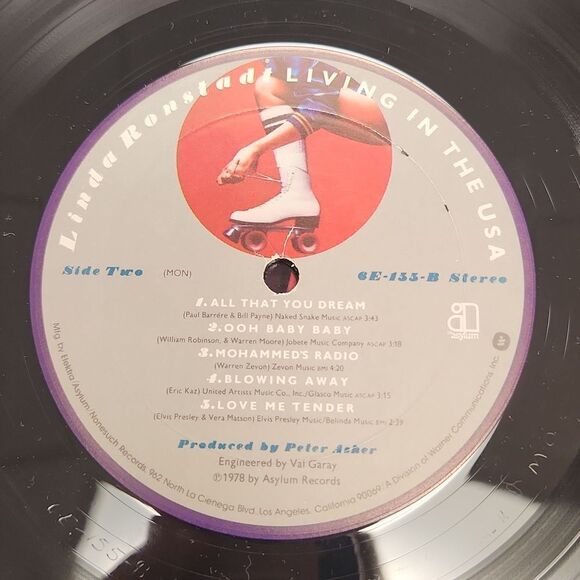 Linda Ronstadt LIVING IN THE USA
Side Two (MON) 6E-155-B Stereo
1. ALL THAT YOU DREAM
(Paul Barrére & Bill Payne) Naked Snake Music ASCAP 3:43
2. OOH BABY BABY
(William Robinson, & Warren Moore) Jobete Music Company ASCAP 3:18
3. MOHAMMED'S RADIO
(Warren Zevon) Zevon Music BMI 4:20
4. BLOWING AWAY
(Eric Kaz) United Artists Music Co., Inc./Glasco Music ASCAP 3:15
5. LOVE ME TENDER
(Elvis Presley & Vera Matson) Elvis Presley Music/Belinda Music BMI 2:39
asylum
Produced by Peter Asher
Engineered by Val Garay
℗1978 by Asylum Records
Mfg. by Elektra/Asylum/Nonesuch Records, 962 North La Cienega Blvd., Los Angeles, California 90069 • A Division of Warner Communications Inc.